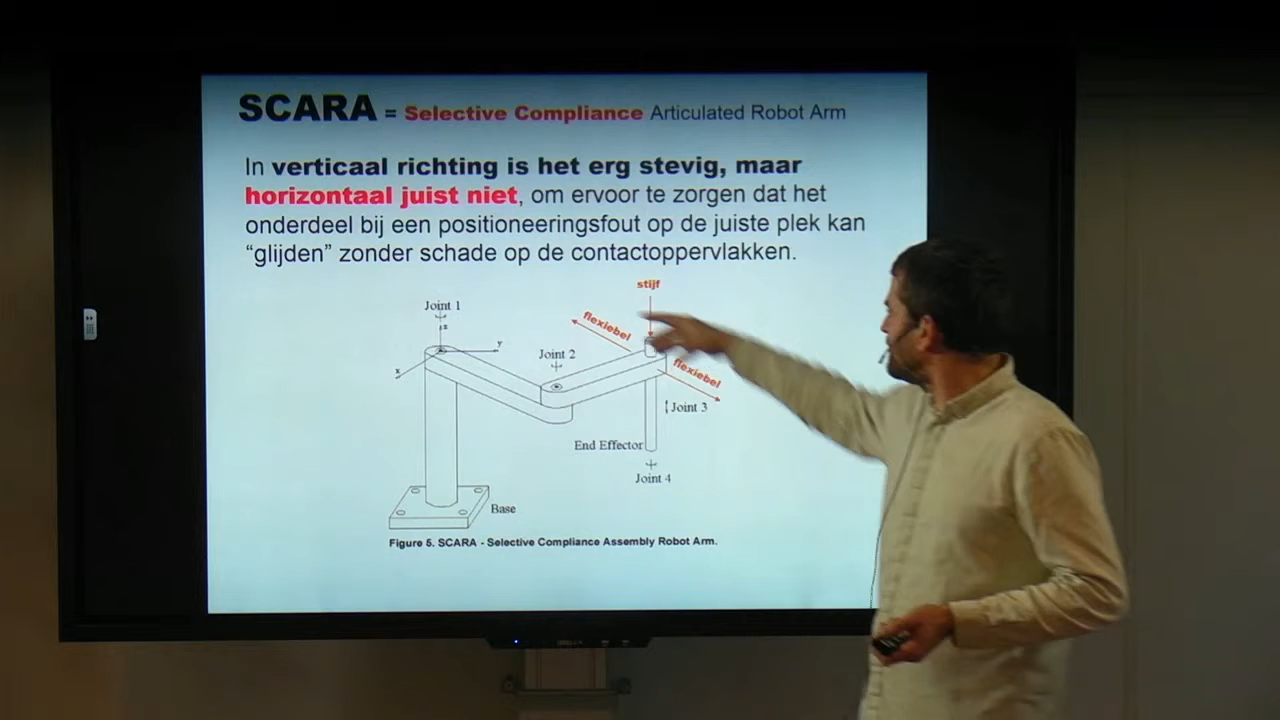 SCARA = Selective Compliance Articulated Robot Arm
In verticaal richting is het erg stevig, maar
horizontaal juist niet, om ervoor te zorgen dat het
onderdeel bij een positioneeringsfout op de juiste plek kan
“glijden” zonder schade op de contactoppervlakken.
stijf
Joint 1
z
flexiebel
y
Joint 2
x
flexiebel
Joint 3
End Effector
Joint 4
Base
Figure 5. SCARA - Selective Compliance Assembly Robot Arm.